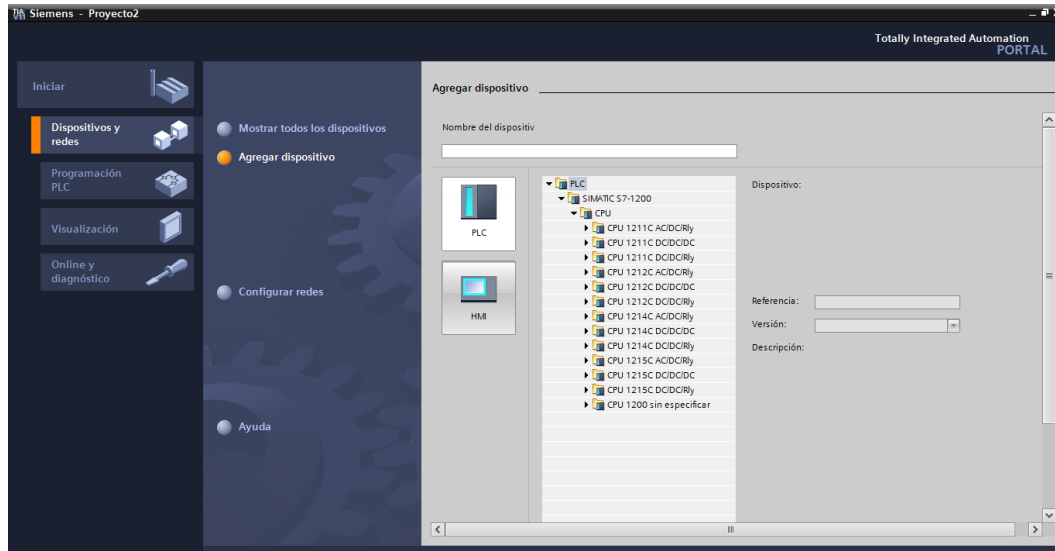 Siemens - Proyecto2
Totally Integrated Automation
PORTAL
Iniciar
Dispositivos y
redes
Programación
PLC
Visualización
Online y
diagnóstico
Mostrar todos los dispositivos
Agregar dispositivo
Configurar redes
Ayuda
Agregar dispositivo
Nombre del dispositiv
PLC
HMI
PLC
SIMATIC S7-1200
CPU
CPU 1211C AC/DC/Rly
CPU 1211C DC/DC/DC
CPU 1211C DC/DC/Rly
CPU 1212C AC/DC/Rly
CPU 1212C DC/DC/DC
CPU 1212C DC/DC/Rly
CPU 1214C AC/DC/Rly
CPU 1214C DC/DC/DC
CPU 1214C DC/DC/Rly
CPU 1215C AC/DC/Rly
CPU 1215C DC/DC/DC
CPU 1215C DC/DC/Rly
CPU 1200 sin especificar
Dispositivo:
Referencia:
Versión:
Descripción: